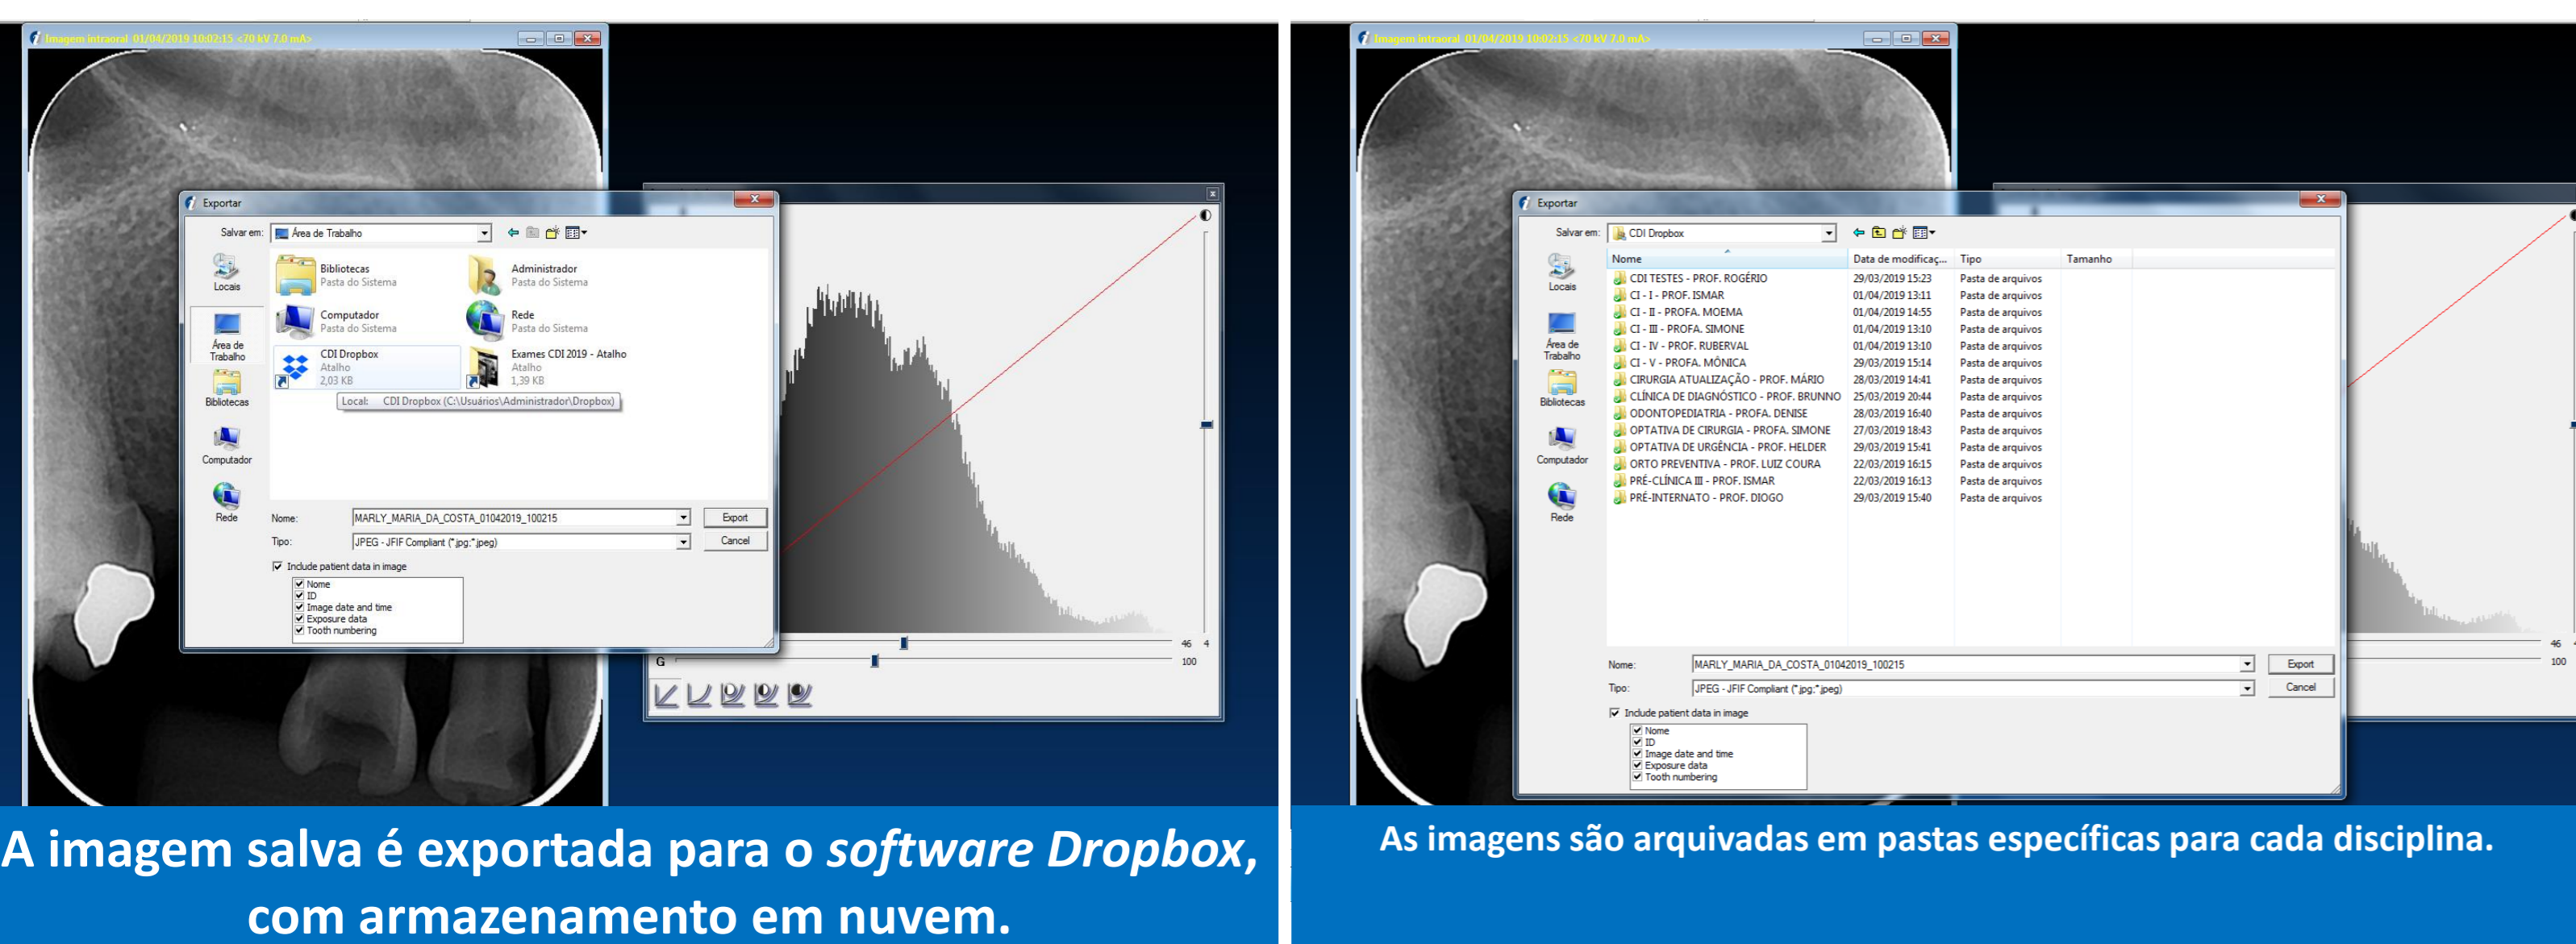 Imagem intraoral 01/04/2019 10:02:15 <70 kV 7.0 mA>
Exportar
Salvar em:
Área de Trabalho
Locais
Área de
Trabalho
Bibliotecas
Computador
Rede
Bibliotecas
Pasta do Sistema
Administrador
Pasta do Sistema
Computador
Pasta do Sistema
Rede
Pasta do Sistema
CDI Dropbox
Atalho
2,03 KB
Exames CDI 2019 - Atalho
Atalho
1,39 KB
Local: CDI Dropbox (C:\Usuários\Administrador\Dropbox)
Nome: MARLY_MARIA_DA_COSTA_01042019_100215 Export
Tipo: JPEG - JFIF Compliant (*.jpg;*.jpeg) Cancel
Include patient data in image
Nome
ID
Image date and time
Exposure data
Tooth numbering
46 4
G 100
A imagem salva é exportada para o software Dropbox,
com armazenamento em nuvem.
Imagem intraoral 01/04/2019 10:02:15 <70 kV 7.0 mA>
Exportar
Salvar em: CDI Dropbox
Locais
Área de
Trabalho
Bibliotecas
Computador
Rede
Nome Data de modificaç... Tipo Tamanho
CDI TESTES - PROF. ROGÉRIO 29/03/2019 15:23 Pasta de arquivos
CI - I - PROF. ISMAR 01/04/2019 13:11 Pasta de arquivos
CI - II - PROFA. MOEMA 01/04/2019 14:55 Pasta de arquivos
CI - III - PROFA. SIMONE 01/04/2019 13:10 Pasta de arquivos
CI - IV - PROF. RUBERVAL 01/04/2019 13:10 Pasta de arquivos
CI - V - PROFA. MÔNICA 29/03/2019 15:14 Pasta de arquivos
CIRURGIA ATUALIZAÇÃO - PROF. MÁRIO 28/03/2019 14:41 Pasta de arquivos
CLÍNICA DE DIAGNÓSTICO - PROF. BRUNNO 25/03/2019 20:44 Pasta de arquivos
ODONTOPEDIATRIA - PROFA. DENISE 28/03/2019 16:40 Pasta de arquivos
OPTATIVA DE CIRURGIA - PROFA. SIMONE 27/03/2019 18:43 Pasta de arquivos
OPTATIVA DE URGÊNCIA - PROF. HELDER 29/03/2019 15:41 Pasta de arquivos
ORTO PREVENTIVA - PROF. LUIZ COURA 22/03/2019 16:15 Pasta de arquivos
PRÉ-CLÍNICA III - PROF. ISMAR 22/03/2019 16:13 Pasta de arquivos
PRÉ-INTERNATO - PROF. DIOGO 29/03/2019 15:40 Pasta de arquivos
Nome: MARLY_MARIA_DA_COSTA_01042019_100215 Export
Tipo: JPEG - JFIF Compliant (*.jpg;*.jpeg) Cancel
Include patient data in image
Nome
ID
Image date and time
Exposure data
Tooth numbering
46
100
As imagens são arquivadas em pastas específicas para cada disciplina.